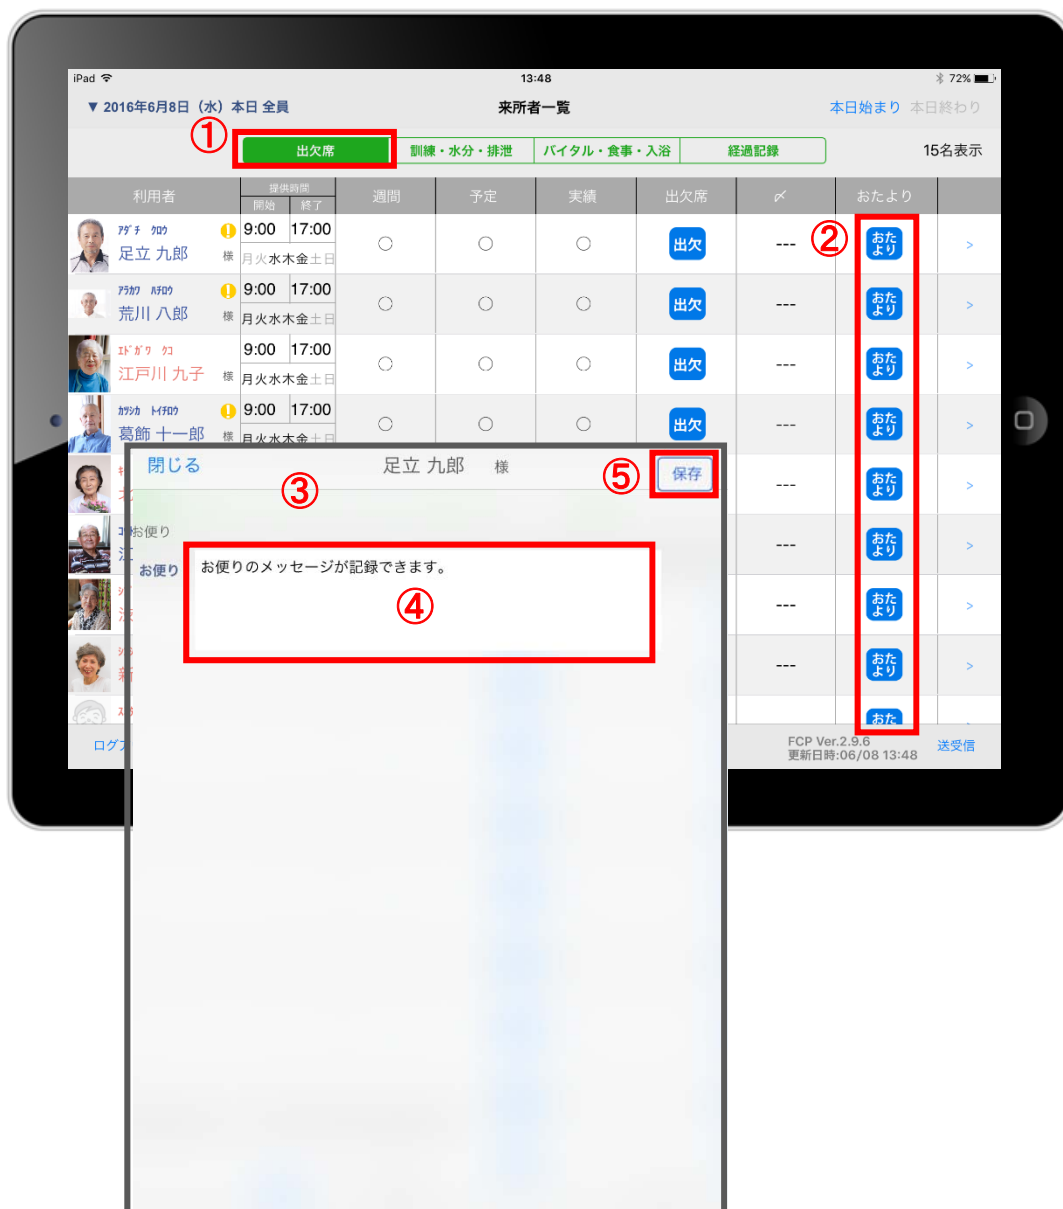 iPad 13:48 72%
▼ 2016年6月8日（水）本日 全員 来所者一覧 本日始まり 本日終わり
① 出欠席 訓練・水分・排泄 バイタル・食事・入浴 経過記録 15名表示
利用者 提供時間 週間 予定 実績 出欠席 〆 おたより
開始 終了
ｱﾀﾞﾁ ｸﾛｳ 9:00 17:00
足立 九郎 様 月火水木金土日 ○ ○ ○ 出欠 --- ② おたより >
ｱﾗｶﾜ ﾊﾁﾛｳ 9:00 17:00
荒川 八郎 様 月火水木金土日 ○ ○ ○ 出欠 --- おたより >
ｴﾄﾞｶﾞﾜ ｸｺ 9:00 17:00
江戸川 九子 様 月火水木金土日 ○ ○ ○ 出欠 --- おたより >
ｶﾂｼｶ ﾄｲﾁﾛｳ 9:00 17:00
葛飾 十一郎 様 月火水木金土日 ○ ○ ○ 出欠 --- おたより >
閉じる ③ 足立 九郎 様 ⑤ 保存
--- おたより >
お便り
--- おたより >
お便り お便りのメッセージが記録できます。
④
--- おたより >
--- おたより >
おた
FCP Ver.2.9.6
更新日時:06/08 13:48 送受信